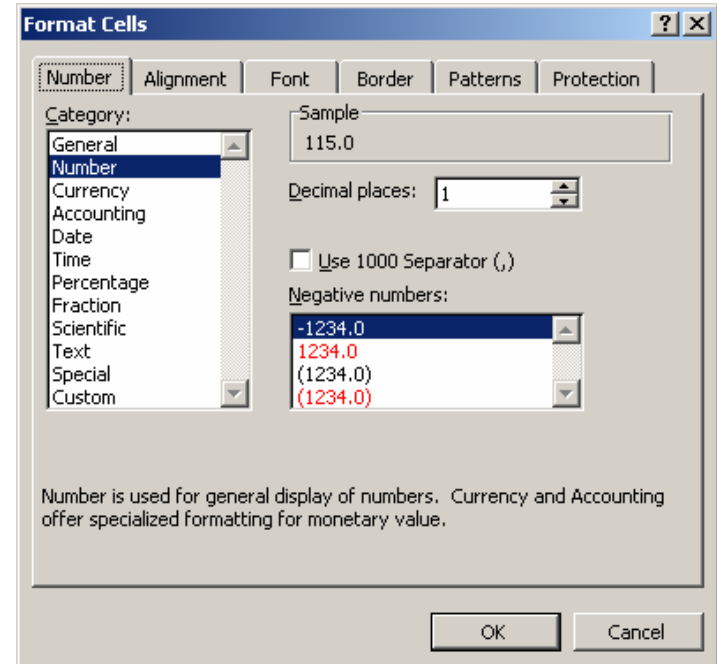 Format Cells
Number Alignment Font Border Patterns Protection
Category:
General
Number
Currency
Accounting
Date
Time
Percentage
Fraction
Scientific
Text
Special
Custom
Sample
115.0
Decimal places: 1
Use 1000 Separator (,)
Negative numbers:
-1234.0
1234.0
(1234.0)
(1234.0)
Number is used for general display of numbers. Currency and Accounting
offer specialized formatting for monetary value.
OK Cancel